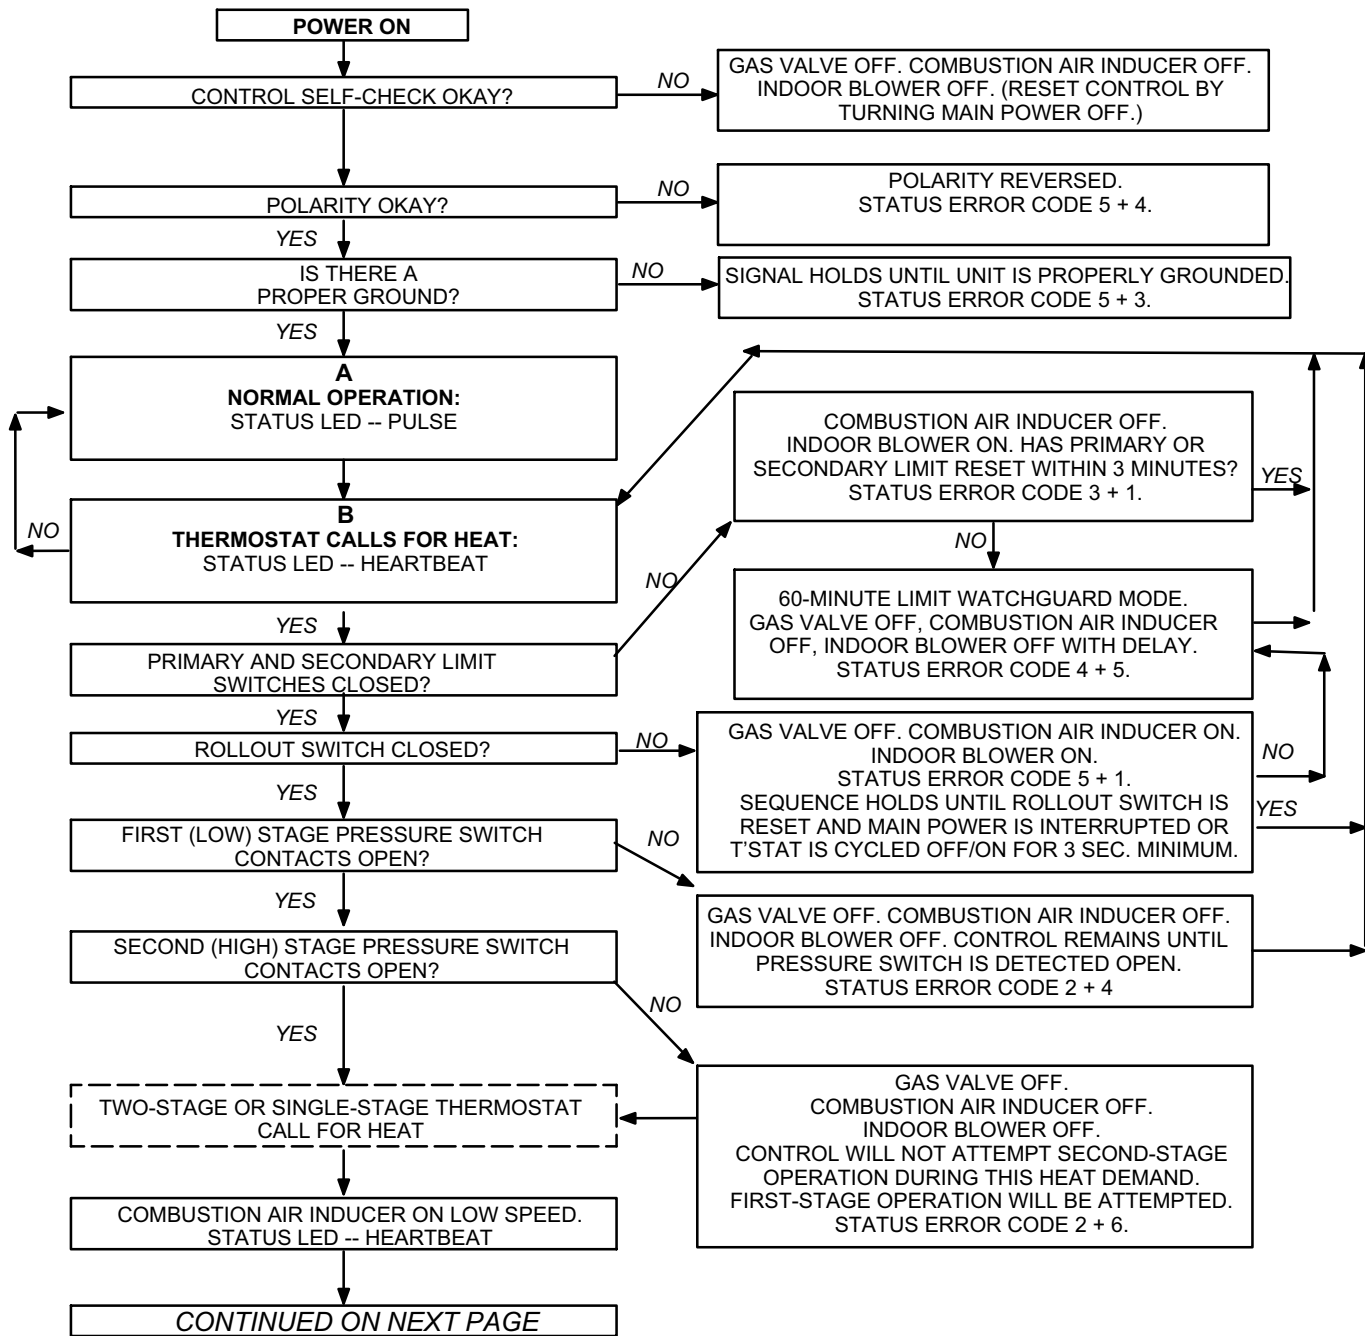 POWER ON
CONTROL SELF-CHECK OKAY?
NO
GAS VALVE OFF. COMBUSTION AIR INDUCER OFF.
INDOOR BLOWER OFF. (RESET CONTROL BY
TURNING MAIN POWER OFF.)
POLARITY OKAY?
NO
POLARITY REVERSED.
STATUS ERROR CODE 5 + 4.
YES
IS THERE A
PROPER GROUND?
NO
SIGNAL HOLDS UNTIL UNIT IS PROPERLY GROUNDED.
STATUS ERROR CODE 5 + 3.
YES
A
NORMAL OPERATION:
STATUS LED -- PULSE
B
THERMOSTAT CALLS FOR HEAT:
STATUS LED -- HEARTBEAT
NO
YES
PRIMARY AND SECONDARY LIMIT
SWITCHES CLOSED?
NO
COMBUSTION AIR INDUCER OFF.
INDOOR BLOWER ON. HAS PRIMARY OR
SECONDARY LIMIT RESET WITHIN 3 MINUTES?
STATUS ERROR CODE 3 + 1.
YES
NO
60-MINUTE LIMIT WATCHGUARD MODE.
GAS VALVE OFF, COMBUSTION AIR INDUCER
OFF, INDOOR BLOWER OFF WITH DELAY.
STATUS ERROR CODE 4 + 5.
YES
ROLLOUT SWITCH CLOSED?
NO
GAS VALVE OFF. COMBUSTION AIR INDUCER ON.
INDOOR BLOWER ON.
STATUS ERROR CODE 5 + 1.
SEQUENCE HOLDS UNTIL ROLLOUT SWITCH IS
RESET AND MAIN POWER IS INTERRUPTED OR
T'STAT IS CYCLED OFF/ON FOR 3 SEC. MINIMUM.
NO
YES
YES
FIRST (LOW) STAGE PRESSURE SWITCH
CONTACTS OPEN?
NO
GAS VALVE OFF. COMBUSTION AIR INDUCER OFF.
INDOOR BLOWER OFF. CONTROL REMAINS UNTIL
PRESSURE SWITCH IS DETECTED OPEN.
STATUS ERROR CODE 2 + 4
YES
SECOND (HIGH) STAGE PRESSURE SWITCH
CONTACTS OPEN?
NO
GAS VALVE OFF.
COMBUSTION AIR INDUCER OFF.
INDOOR BLOWER OFF.
CONTROL WILL NOT ATTEMPT SECOND-STAGE
OPERATION DURING THIS HEAT DEMAND.
FIRST-STAGE OPERATION WILL BE ATTEMPTED.
STATUS ERROR CODE 2 + 6.
YES
TWO-STAGE OR SINGLE-STAGE THERMOSTAT
CALL FOR HEAT
COMBUSTION AIR INDUCER ON LOW SPEED.
STATUS LED -- HEARTBEAT
CONTINUED ON NEXT PAGE